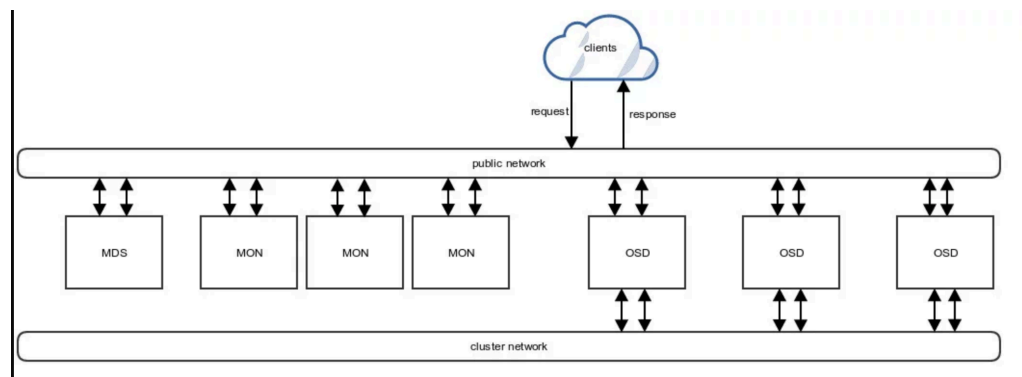 clients
request
response
public network
MDS
MON
MON
MON
OSD
OSD
OSD
cluster network